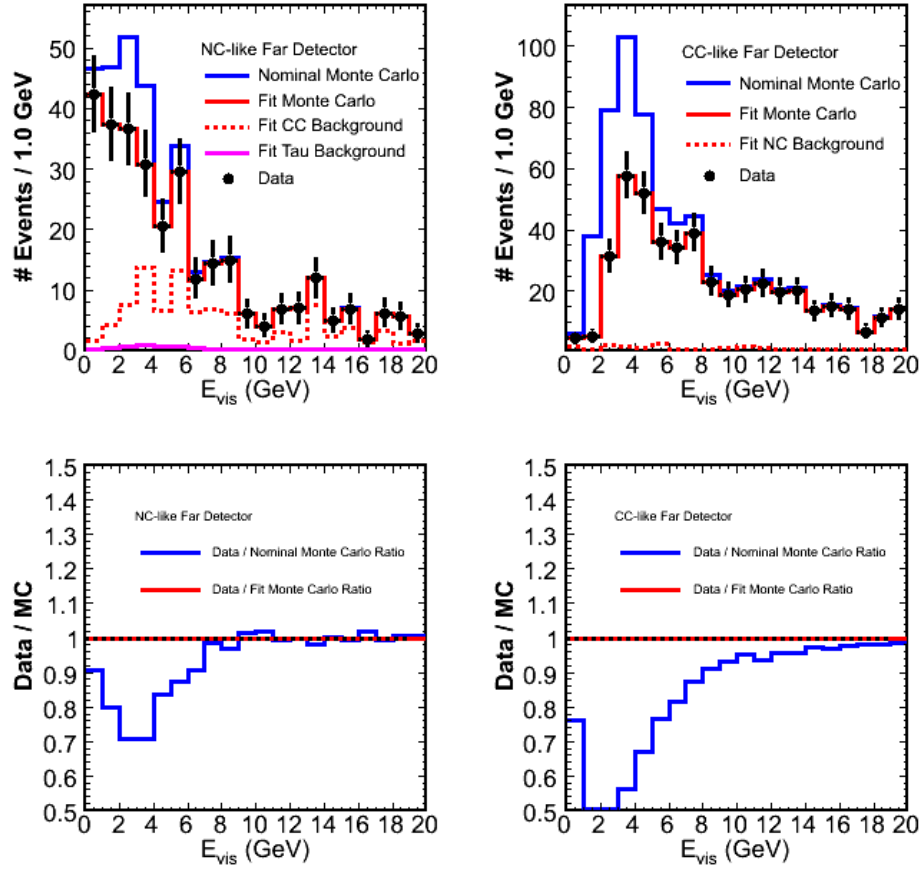 NC-like Far Detector
Nominal Monte Carlo
Fit Monte Carlo
Fit CC Background
Fit Tau Background
Data
# Events / 1.0 GeV
50
40
30
20
10
0
0 2 4 6 8 10 12 14 16 18 20
E_vis (GeV)
CC-like Far Detector
Nominal Monte Carlo
Fit Monte Carlo
Fit NC Background
Data
# Events / 1.0 GeV
100
80
60
40
20
0 2 4 6 8 10 12 14 16 18 20
E_vis (GeV)
NC-like Far Detector
Data / Nominal Monte Carlo Ratio
Data / Fit Monte Carlo Ratio
Data / MC
1.5
1.4
1.3
1.2
1.1
1
0.9
0.8
0.7
0.6
0.5
0 2 4 6 8 10 12 14 16 18 20
E_vis (GeV)
CC-like Far Detector
Data / Nominal Monte Carlo Ratio
Data / Fit Monte Carlo Ratio
Data / MC
1.5
1.4
1.3
1.2
1.1
1
0.9
0.8
0.7
0.6
0.5
0 2 4 6 8 10 12 14 16 18 20
E_vis (GeV)